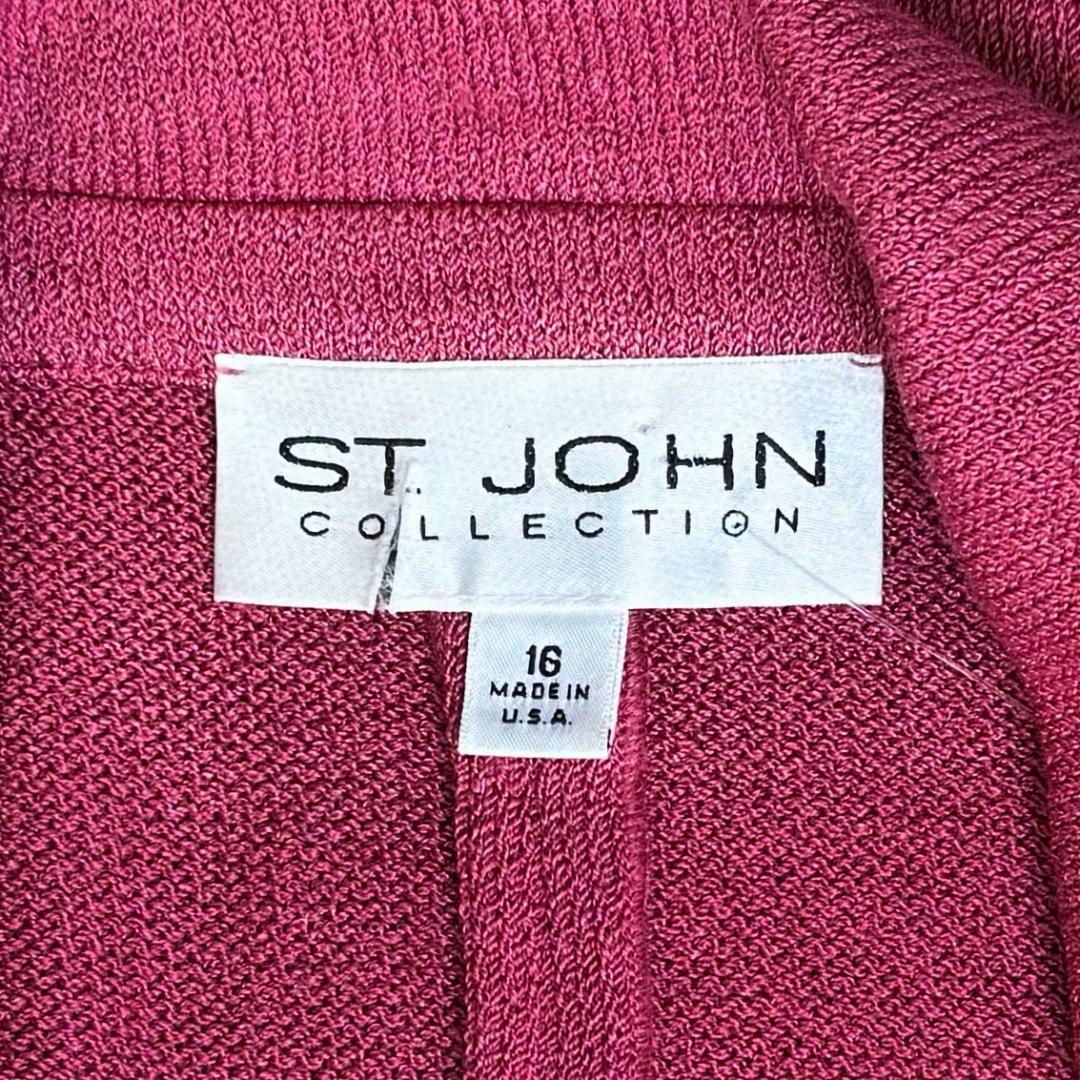 ST. JOHN
COLLECTION
16
MADE IN
U.S.A.